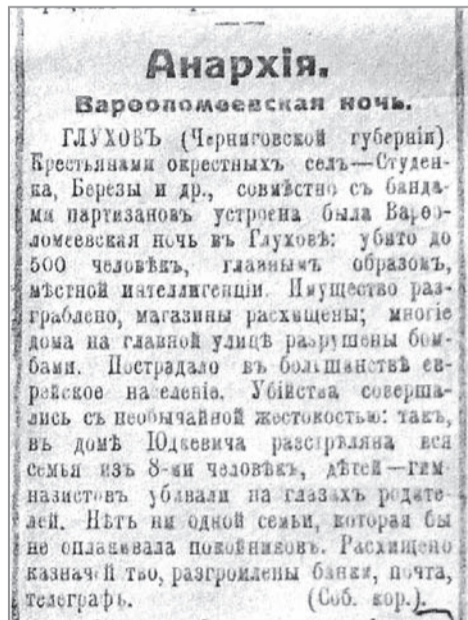 Анархія.
Варѳоломеевская ночь.
ГЛУХОВЪ (Черниговской губерніи)
Крестьянами окрестныхъ селъ—Студен-
ка, Березы и др., совмѣстно съ банда-
ми партизановъ устроена была Варѳо-
ломеевская ночь въ Глуховѣ: убито до
500 человѣкъ, главнымъ образомъ,
мѣстной интеллигенціи. Имущество раз-
граблено, магазины расхищены; многіе
дома на главной улицѣ разрушены бом-
бами. Пострадало въ большинствѣ ев-
рейское население. Убійства соверша-
лись съ необычайной жестокостью: такъ,
въ домѣ Юдкевича разстрѣляна вся
семья изъ 8-ми человѣкъ, дѣтей—гим-
назистовъ убивали на глазахъ родите-
лей. Нѣтъ ни одной семьи, которая бы
не оплакивала покойниковъ. Расхищено
казначейство, разгромлены банки, почта,
телеграфъ. (Соб. кор.).